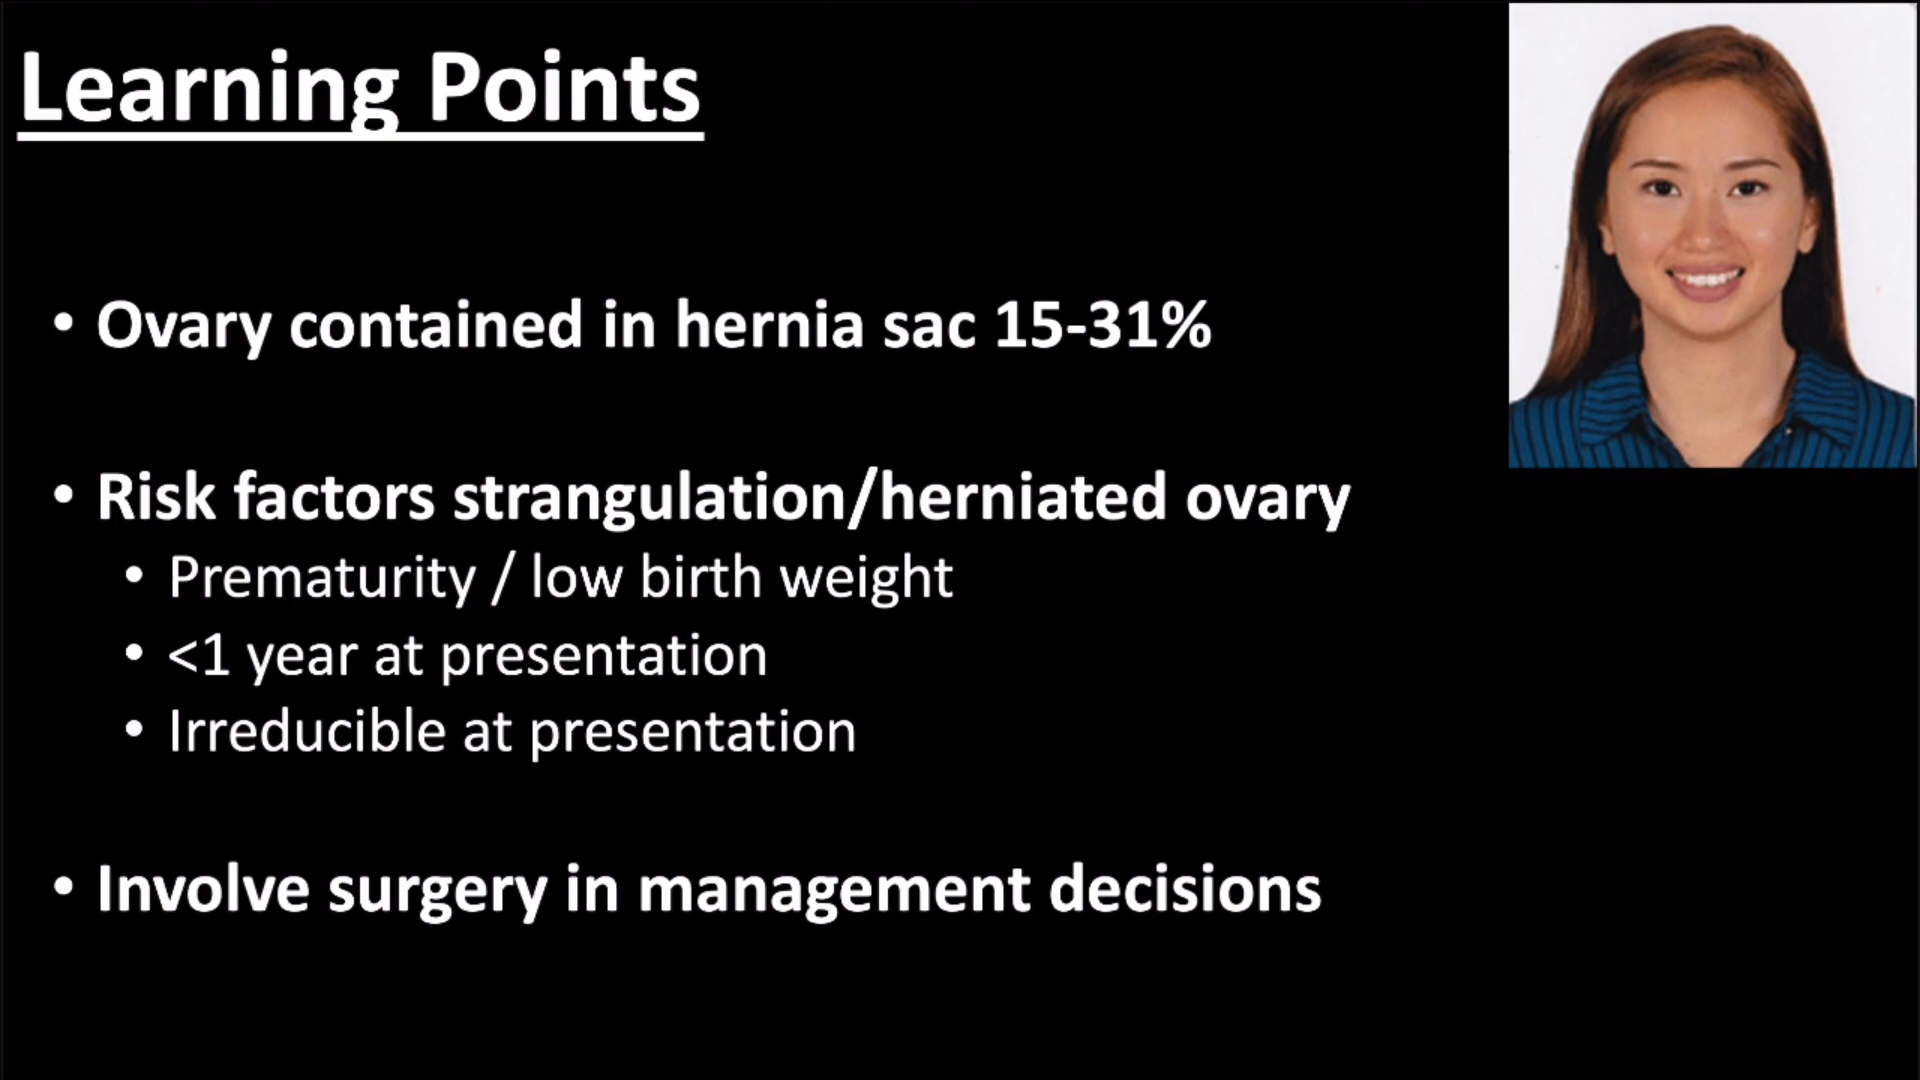 Learning Points
• Ovary contained in hernia sac 15-31%
• Risk factors strangulation/herniated ovary
• Prematurity / low birth weight
• <1 year at presentation
• Irreducible at presentation
• Involve surgery in management decisions